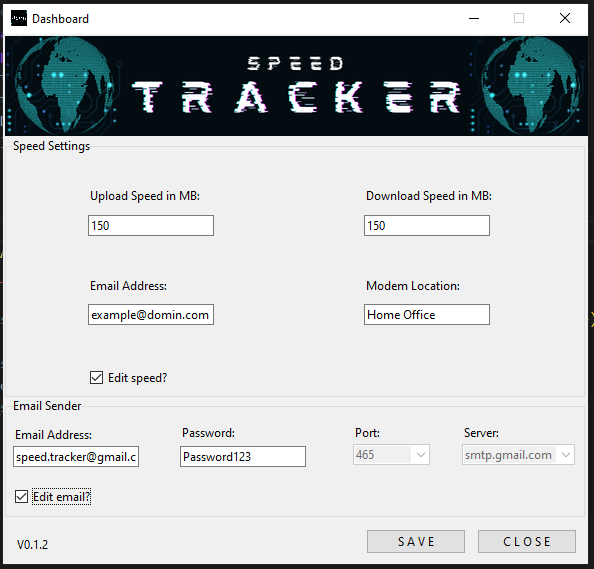 Dashboard
SPEED
TRACKER
Speed Settings
Upload Speed in MB:
Download Speed in MB:
150
150
Email Address:
Modem Location:
example@domin.com
Home Office
Edit speed?
Email Sender
Email Address:
Password:
Port:
Server:
speed.tracker@gmail.c
Password123
465
smtp.gmail.com
Edit email?
V0.1.2
SAVE
CLOSE